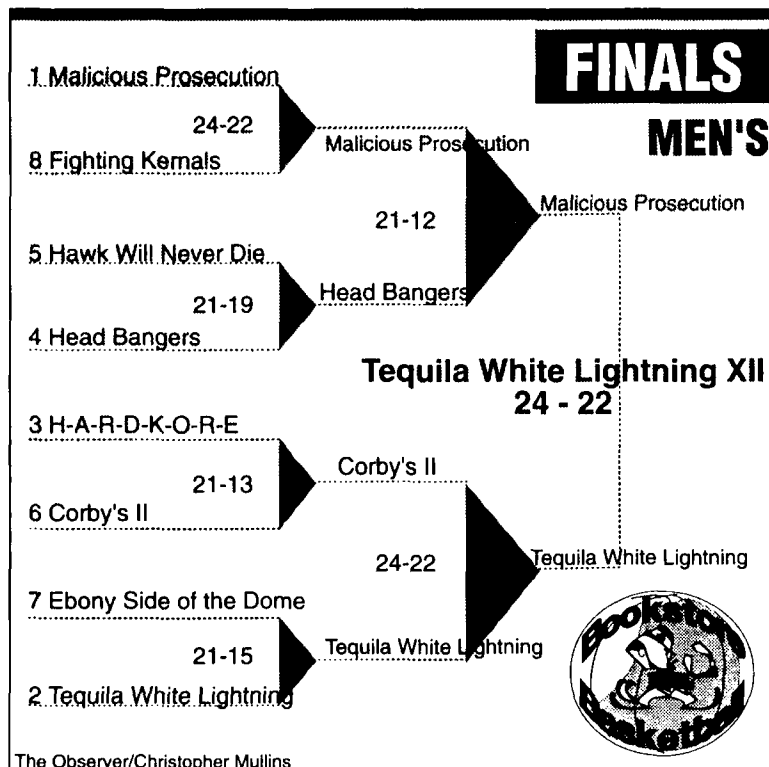 FINALS
MEN'S
1 Malicious Prosecution
24-22
8 Fighting Kernals
Malicious Prosecution
21-12
Malicious Prosecution
5 Hawk Will Never Die
21-19
4 Head Bangers
Head Bangers
Tequila White Lightning XII
24 - 22
3 H-A-R-D-K-O-R-E
21-13
6 Corby's II
Corby's II
24-22
Tequila White Lightning
7 Ebony Side of the Dome
21-15
2 Tequila White Lightning
Tequila White Lightning
Bookstore
Basketball
The Observer/Christopher Mullins